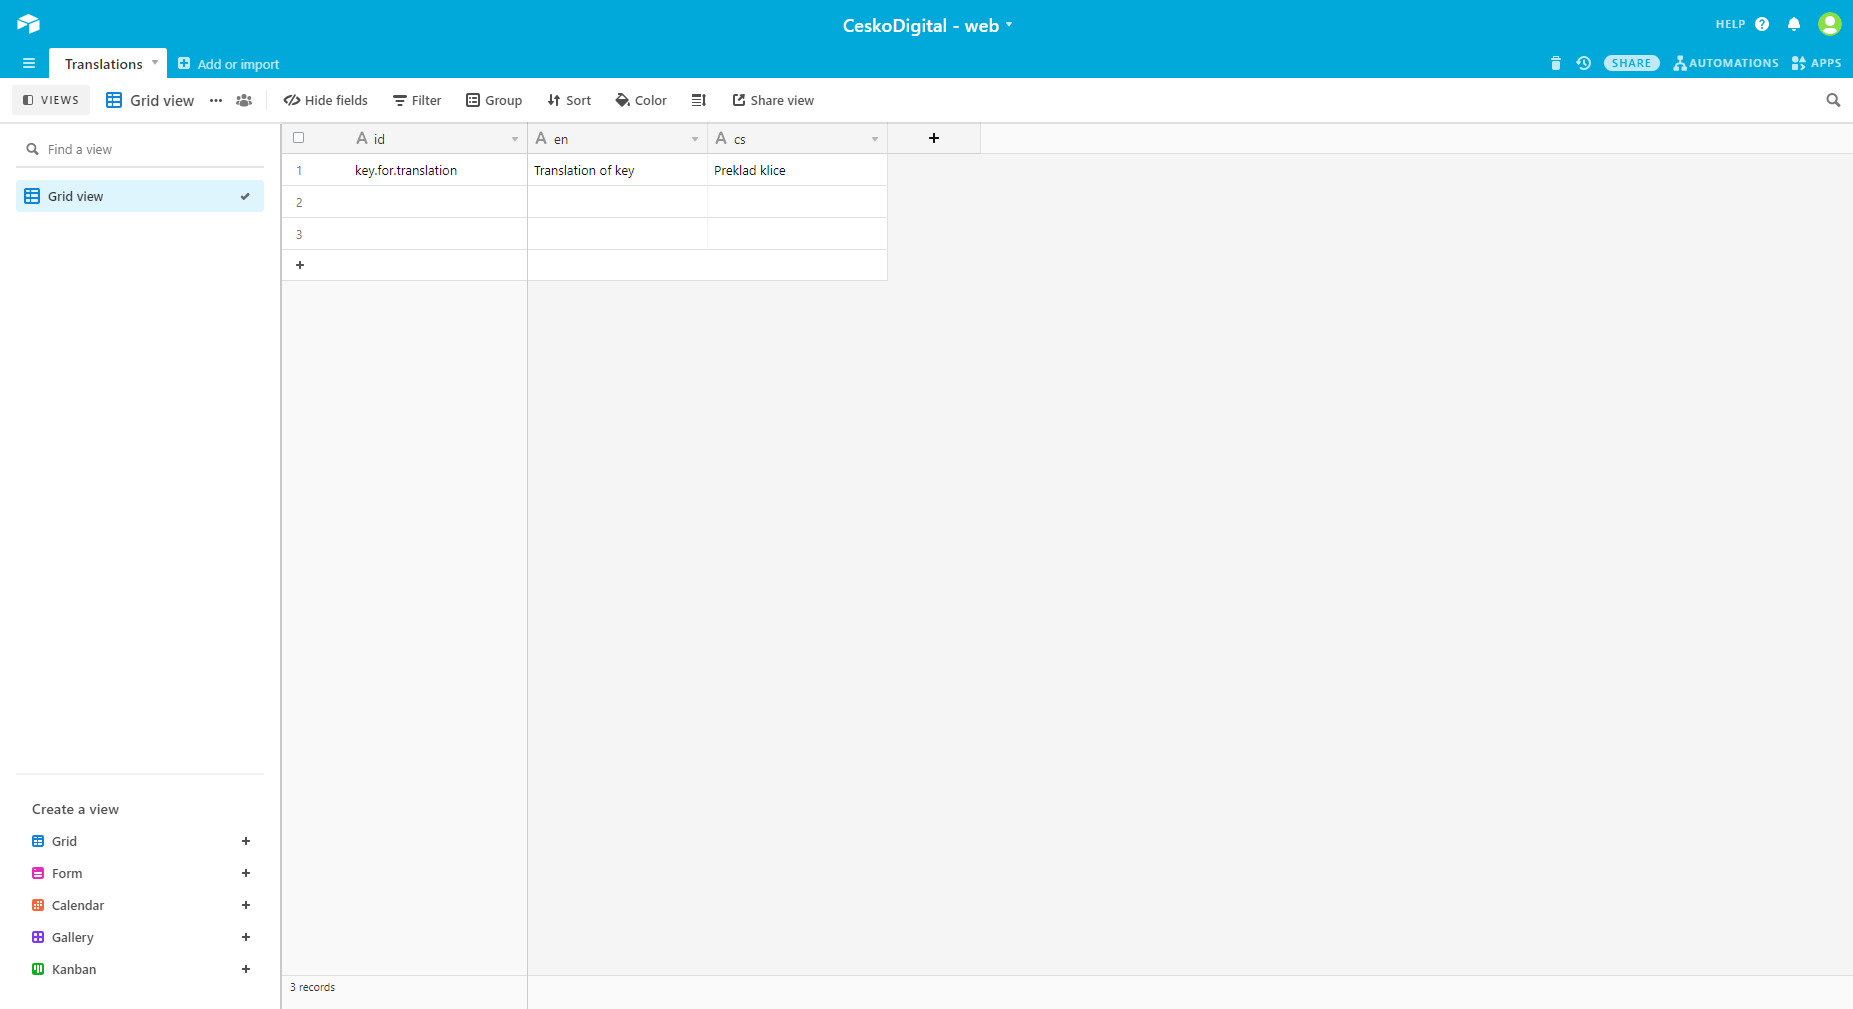 CeskoDigital - web
HELP
Translations
Add or import
SHARE
AUTOMATIONS
APPS
VIEWS
Grid view
Hide fields
Filter
Group
Sort
Color
Share view
Find a view
Grid view
id
en
cs
1
key.for.translation
Translation of key
Preklad klice
2
3
Create a view
Grid
Form
Calendar
Gallery
Kanban
3 records